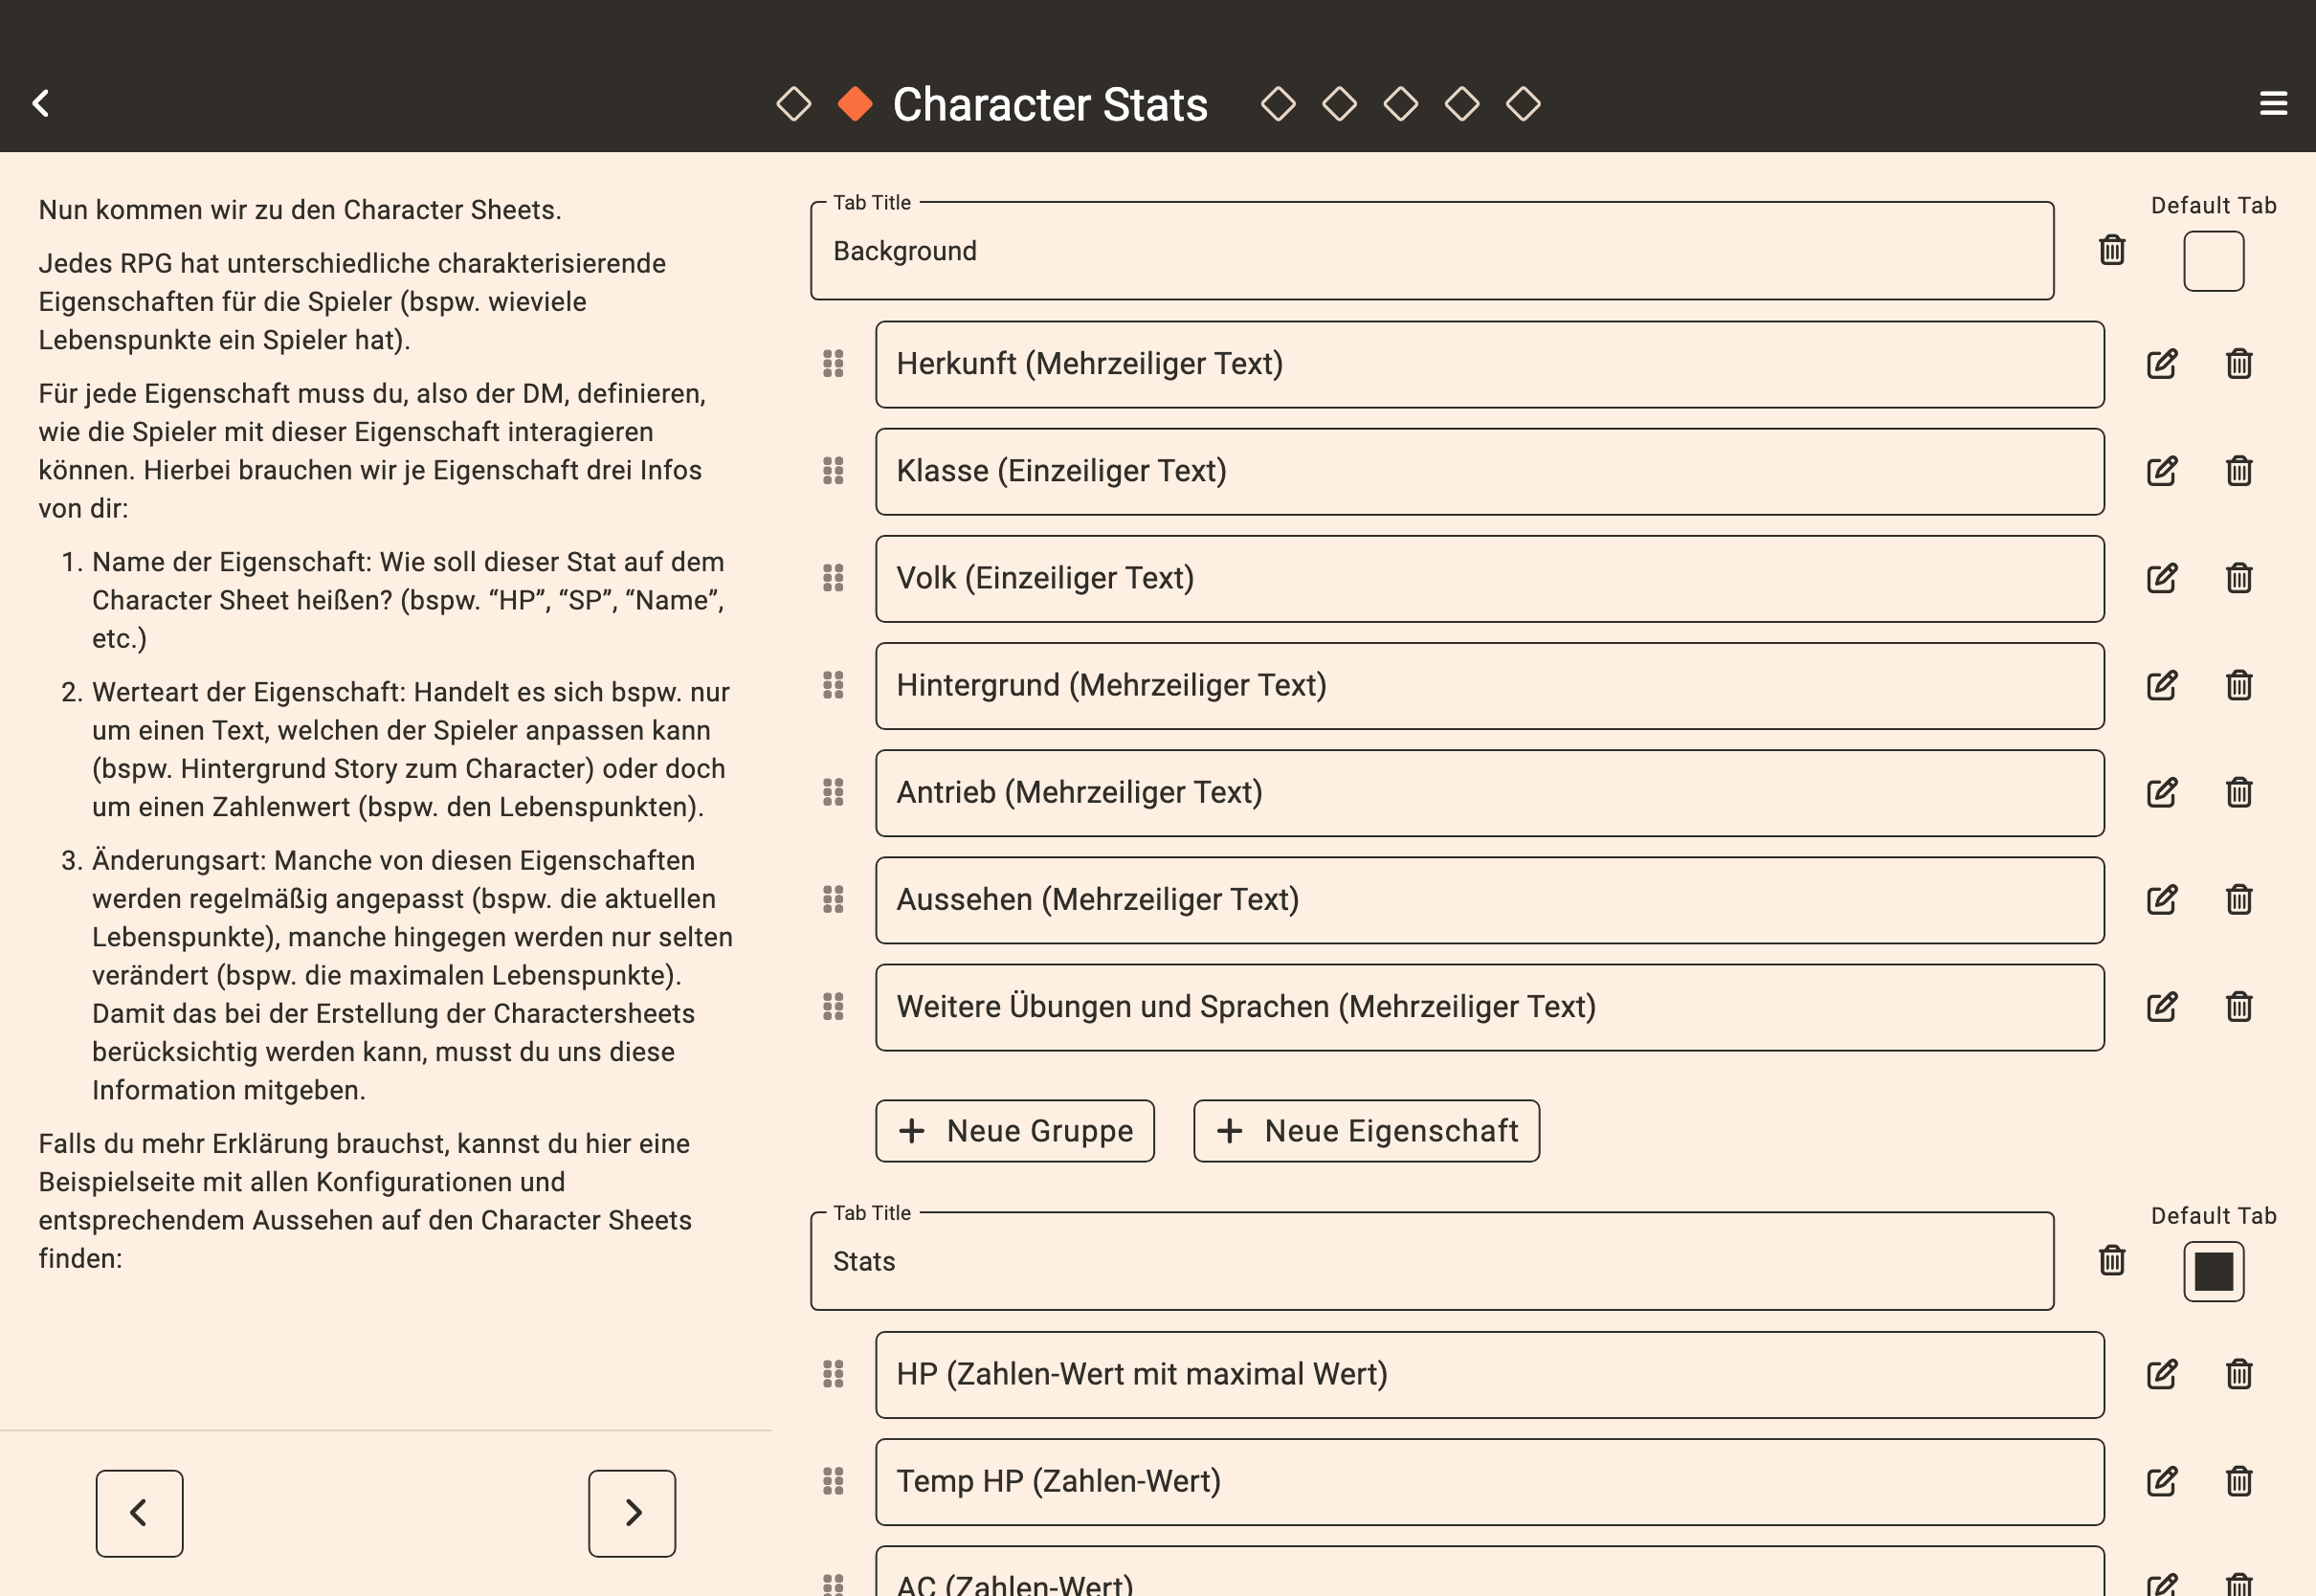 Character Stats
Nun kommen wir zu den Character Sheets.
Jedes RPG hat unterschiedliche charakterisierende
Eigenschaften für die Spieler (bspw. wieviele
Lebenspunkte ein Spieler hat).
Für jede Eigenschaft muss du, also der DM, definieren,
wie die Spieler mit dieser Eigenschaft interagieren
können. Hierbei brauchen wir je Eigenschaft drei Infos
von dir:
1. Name der Eigenschaft: Wie soll dieser Stat auf dem
Character Sheet heißen? (bspw. “HP”, “SP”, “Name”,
etc.)
2. Werteart der Eigenschaft: Handelt es sich bspw. nur
um einen Text, welchen der Spieler anpassen kann
(bspw. Hintergrund Story zum Character) oder doch
um einen Zahlenwert (bspw. den Lebenspunkten).
3. Änderungsart: Manche von diesen Eigenschaften
werden regelmäßig angepasst (bspw. die aktuellen
Lebenspunkte), manche hingegen werden nur selten
verändert (bspw. die maximalen Lebenspunkte).
Damit das bei der Erstellung der Charactersheets
berücksichtig werden kann, musst du uns diese
Information mitgeben.
Falls du mehr Erklärung brauchst, kannst du hier eine
Beispielseite mit allen Konfigurationen und
entsprechendem Aussehen auf den Character Sheets
finden:
Tab Title
Background
Default Tab
Herkunft (Mehrzeiliger Text)
Klasse (Einzeiliger Text)
Volk (Einzeiliger Text)
Hintergrund (Mehrzeiliger Text)
Antrieb (Mehrzeiliger Text)
Aussehen (Mehrzeiliger Text)
Weitere Übungen und Sprachen (Mehrzeiliger Text)
+ Neue Gruppe
+ Neue Eigenschaft
Tab Title
Stats
Default Tab
HP (Zahlen-Wert mit maximal Wert)
Temp HP (Zahlen-Wert)
AC (Zahlen-Wert)